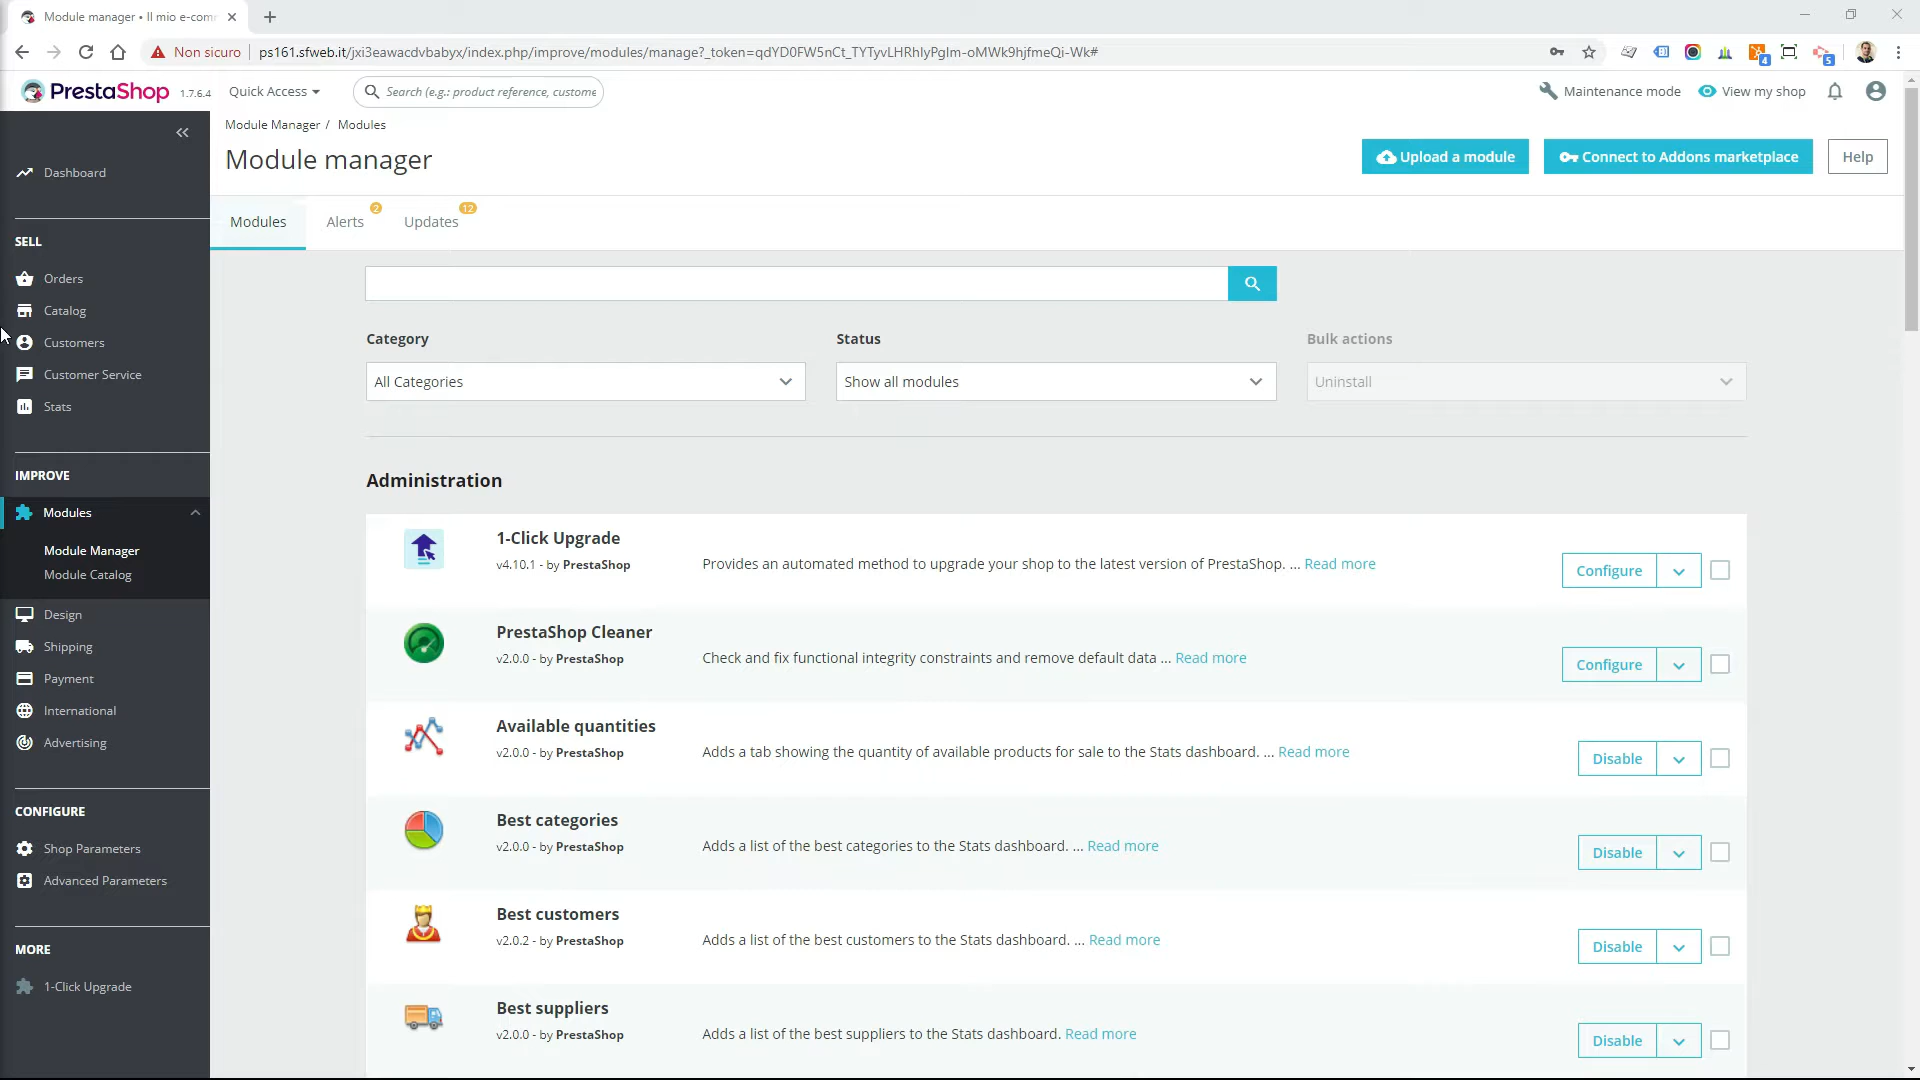 Module manager • Il mio e-com
Non sicuro
ps161.sfweb.it/jxi3eawacdvbabyx/index.php/improve/modules/manage?_token=qdYD0FW5nCt_TYTyvLHRhlyPglm-oMWk9hjfmeQi-Wk#
4
5
PrestaShop
1.7.6.4
Quick Access
Search (e.g.: product reference, custome
Maintenance mode
View my shop
Module Manager / Modules
Module manager
Upload a module
Connect to Addons marketplace
Help
Modules
Alerts
2
Updates
12
Dashboard
SELL
Orders
Catalog
Customers
Customer Service
Stats
IMPROVE
Modules
Module Manager
Module Catalog
Design
Shipping
Payment
International
Advertising
CONFIGURE
Shop Parameters
Advanced Parameters
MORE
1-Click Upgrade
Category
Status
Bulk actions
All Categories
Show all modules
Uninstall
Administration
1-Click Upgrade
v4.10.1 - by PrestaShop
Provides an automated method to upgrade your shop to the latest version of PrestaShop. ... Read more
Configure
PrestaShop Cleaner
v2.0.0 - by PrestaShop
Check and fix functional integrity constraints and remove default data ... Read more
Configure
Available quantities
v2.0.0 - by PrestaShop
Adds a tab showing the quantity of available products for sale to the Stats dashboard. ... Read more
Disable
Best categories
v2.0.0 - by PrestaShop
Adds a list of the best categories to the Stats dashboard. ... Read more
Disable
Best customers
v2.0.2 - by PrestaShop
Adds a list of the best customers to the Stats dashboard. ... Read more
Disable
Best suppliers
v2.0.0 - by PrestaShop
Adds a list of the best suppliers to the Stats dashboard. Read more
Disable